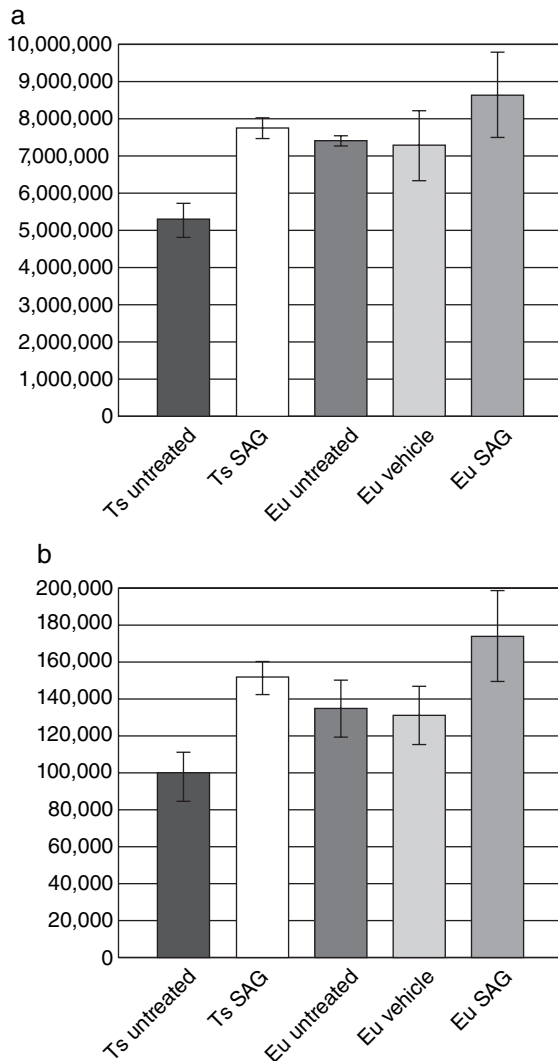 a
10,000,000
9,000,000
8,000,000
7,000,000
6,000,000
5,000,000
4,000,000
3,000,000
2,000,000
1,000,000
0
Ts untreated
Ts SAG
Eu untreated
Eu vehicle
Eu SAG
b
200,000
180,000
160,000
140,000
120,000
100,000
80,000
60,000
40,000
20,000
0
Ts untreated
Ts SAG
Eu untreated
Eu vehicle
Eu SAG